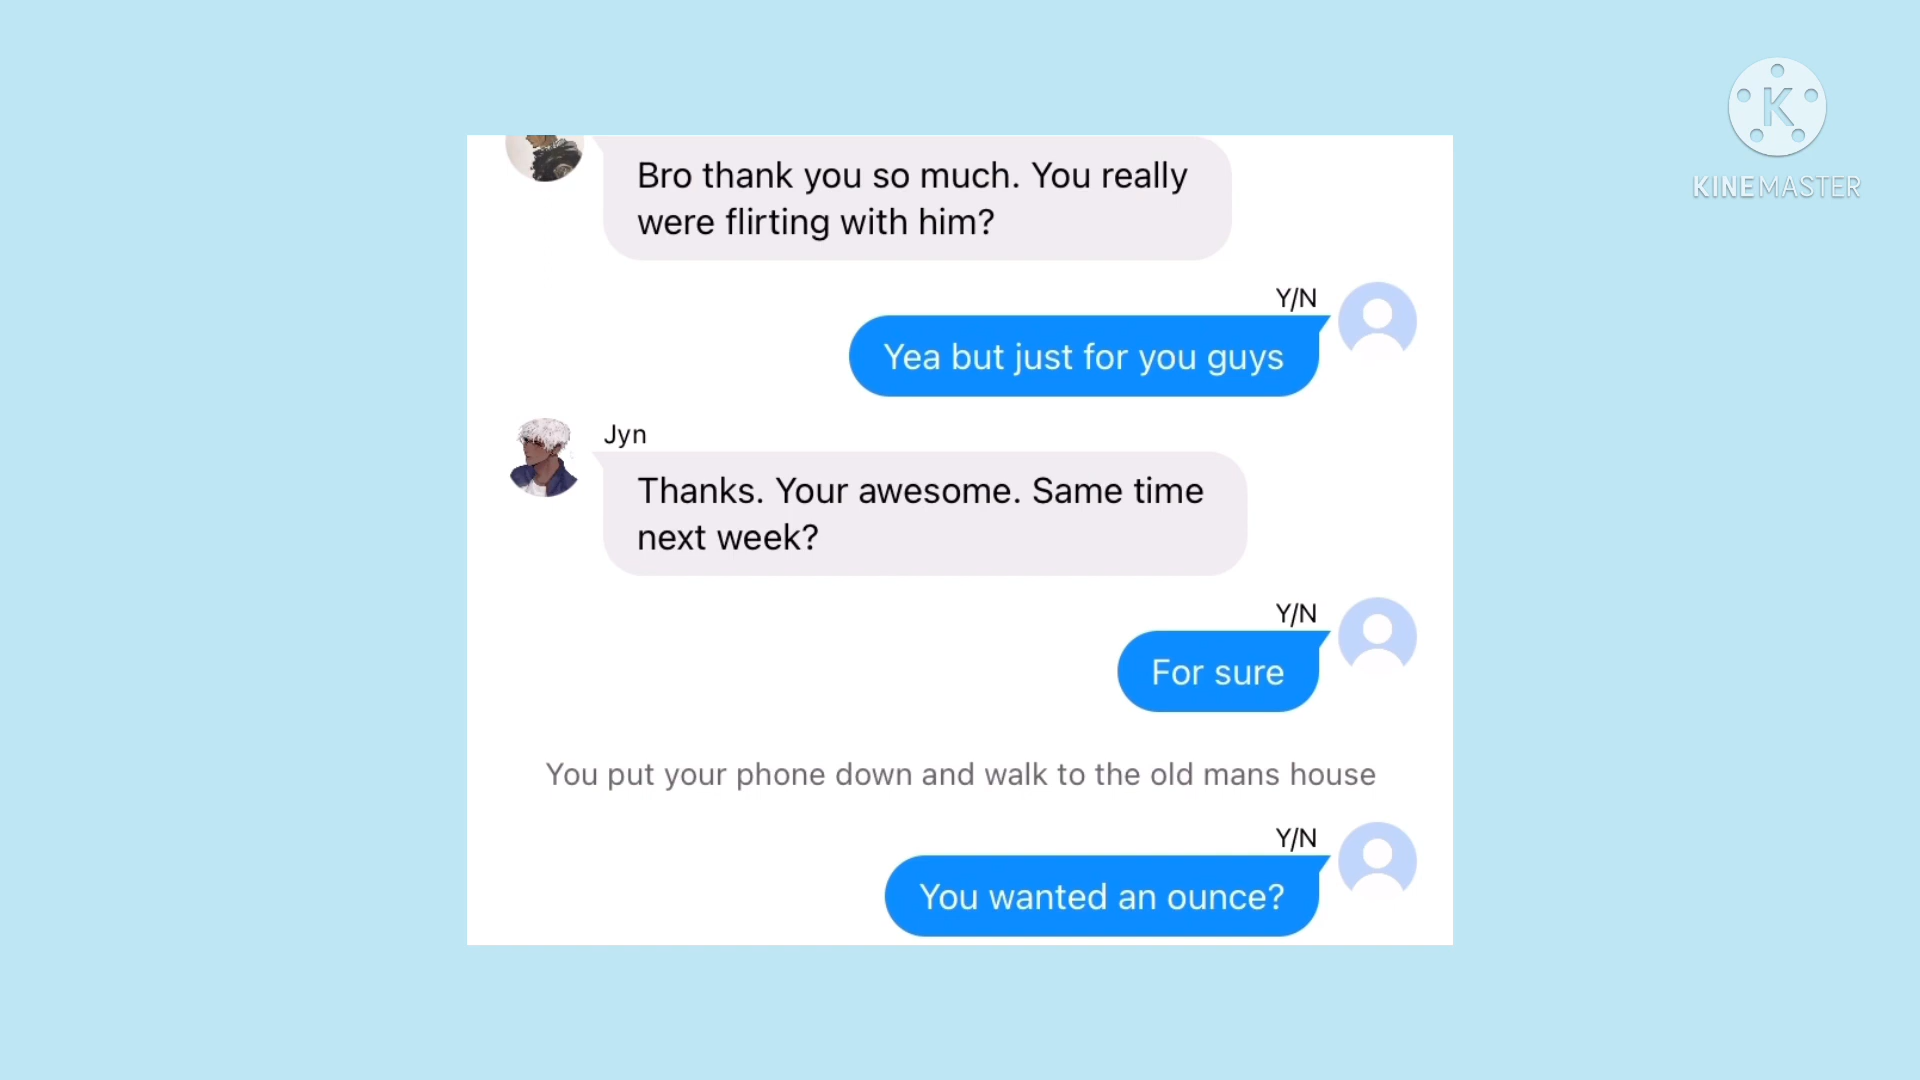 K
KINEMASTER
Bro thank you so much. You really
were flirting with him?
Y/N
Yea but just for you guys
Jyn
Thanks. Your awesome. Same time
next week?
Y/N
For sure
You put your phone down and walk to the old mans house
Y/N
You wanted an ounce?